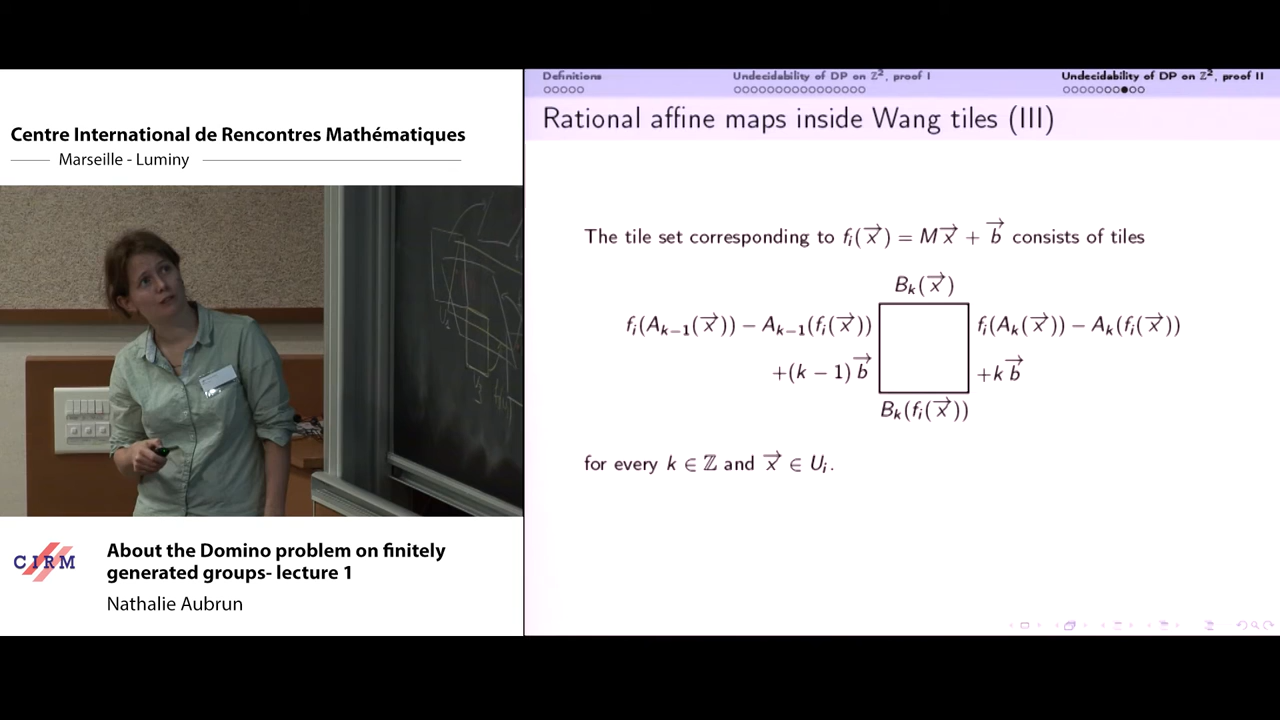 Centre International de Rencontres Mathématiques
Marseille - Luminy
CIRM
About the Domino problem on finitely
generated groups- lecture 1
Nathalie Aubrun
Definitions
Undecidability of DP on ℤ², proof I
Undecidability of DP on ℤ², proof II
Rational affine maps inside Wang tiles (III)
The tile set corresponding to fᵢ(x⃗) = Mx⃗ + b⃗ consists of tiles
Bₖ(x⃗)
fᵢ(Aₖ₋₁(x⃗)) − Aₖ₋₁(fᵢ(x⃗))
+(k − 1)b⃗
fᵢ(Aₖ(x⃗)) − Aₖ(fᵢ(x⃗))
+kb⃗
Bₖ(fᵢ(x⃗))
for every k ∈ ℤ and x⃗ ∈ Uᵢ.